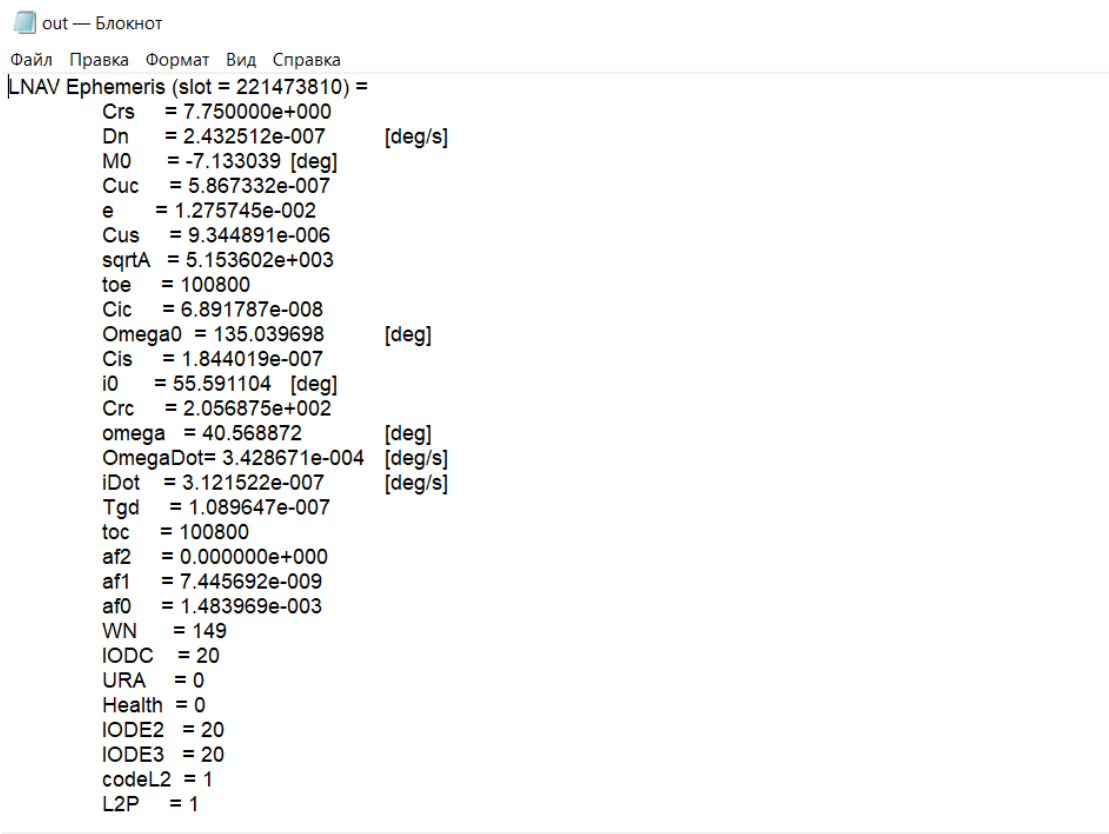 out — Блокнот
Файл Правка Формат Вид Справка
LNAV Ephemeris (slot = 221473810) =
Crs = 7.750000e+000
Dn = 2.432512e-007 [deg/s]
M0 = -7.133039 [deg]
Cuc = 5.867332e-007
e = 1.275745e-002
Cus = 9.344891e-006
sqrtA = 5.153602e+003
toe = 100800
Cic = 6.891787e-008
Omega0 = 135.039698 [deg]
Cis = 1.844019e-007
i0 = 55.591104 [deg]
Crc = 2.056875e+002
omega = 40.568872 [deg]
OmegaDot= 3.428671e-004 [deg/s]
iDot = 3.121522e-007 [deg/s]
Tgd = 1.089647e-007
toc = 100800
af2 = 0.000000e+000
af1 = 7.445692e-009
af0 = 1.483969e-003
WN = 149
IODC = 20
URA = 0
Health = 0
IODE2 = 20
IODE3 = 20
codeL2 = 1
L2P = 1